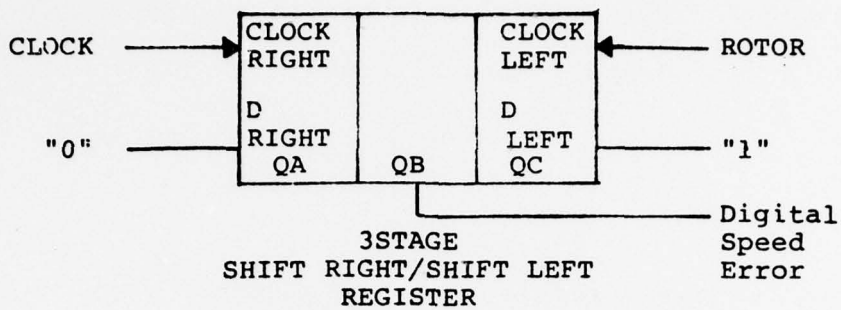 CLOCK
CLOCK RIGHT
CLOCK LEFT
ROTOR
"0"
D RIGHT
D LEFT
"1"
QA
QB
QC
Digital
Speed
Error
3STAGE
SHIFT RIGHT/SHIFT LEFT
REGISTER